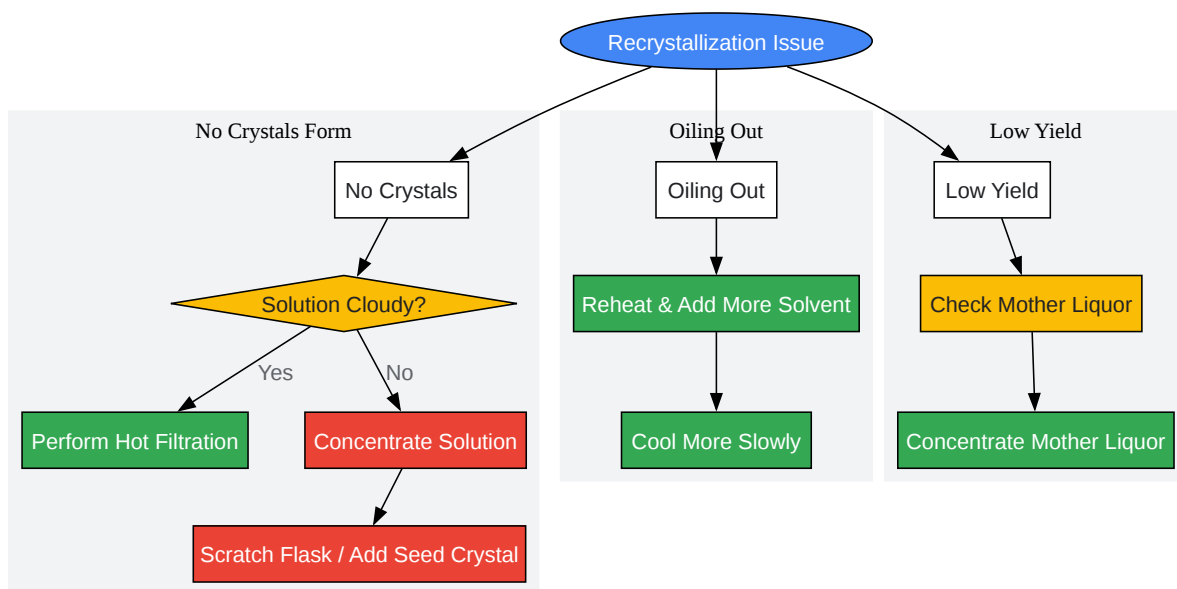 Recrystallization Issue
No Crystals Form
Oiling Out
Low Yield
No Crystals
Oiling Out
Low Yield
Solution Cloudy?
Reheat & Add More Solvent
Check Mother Liquor
Yes
No
Perform Hot Filtration
Concentrate Solution
Cool More Slowly
Concentrate Mother Liquor
Scratch Flask / Add Seed Crystal